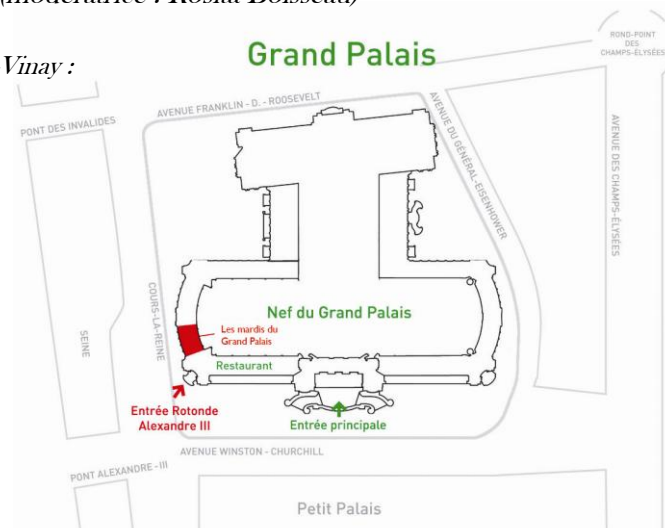 (modératrice : Rosita Boisseau)
Vinay :
Grand Palais
ROND-POINT
DES
CHAMPS-ÉLYSÉES
AVENUE FRANKLIN - D. - ROOSEVELT
PONT DES INVALIDES
AVENUE DU GÉNÉRAL-EISENHOWER
AVENUE DES CHAMPS-ÉLYSÉES
COURS-LA-REINE
SEINE
Nef du Grand Palais
Les mardis du
Grand Palais
Restaurant
Entrée Rotonde
Alexandre III
Entrée principale
AVENUE WINSTON - CHURCHILL
PONT ALEXANDRE - III
Petit Palais